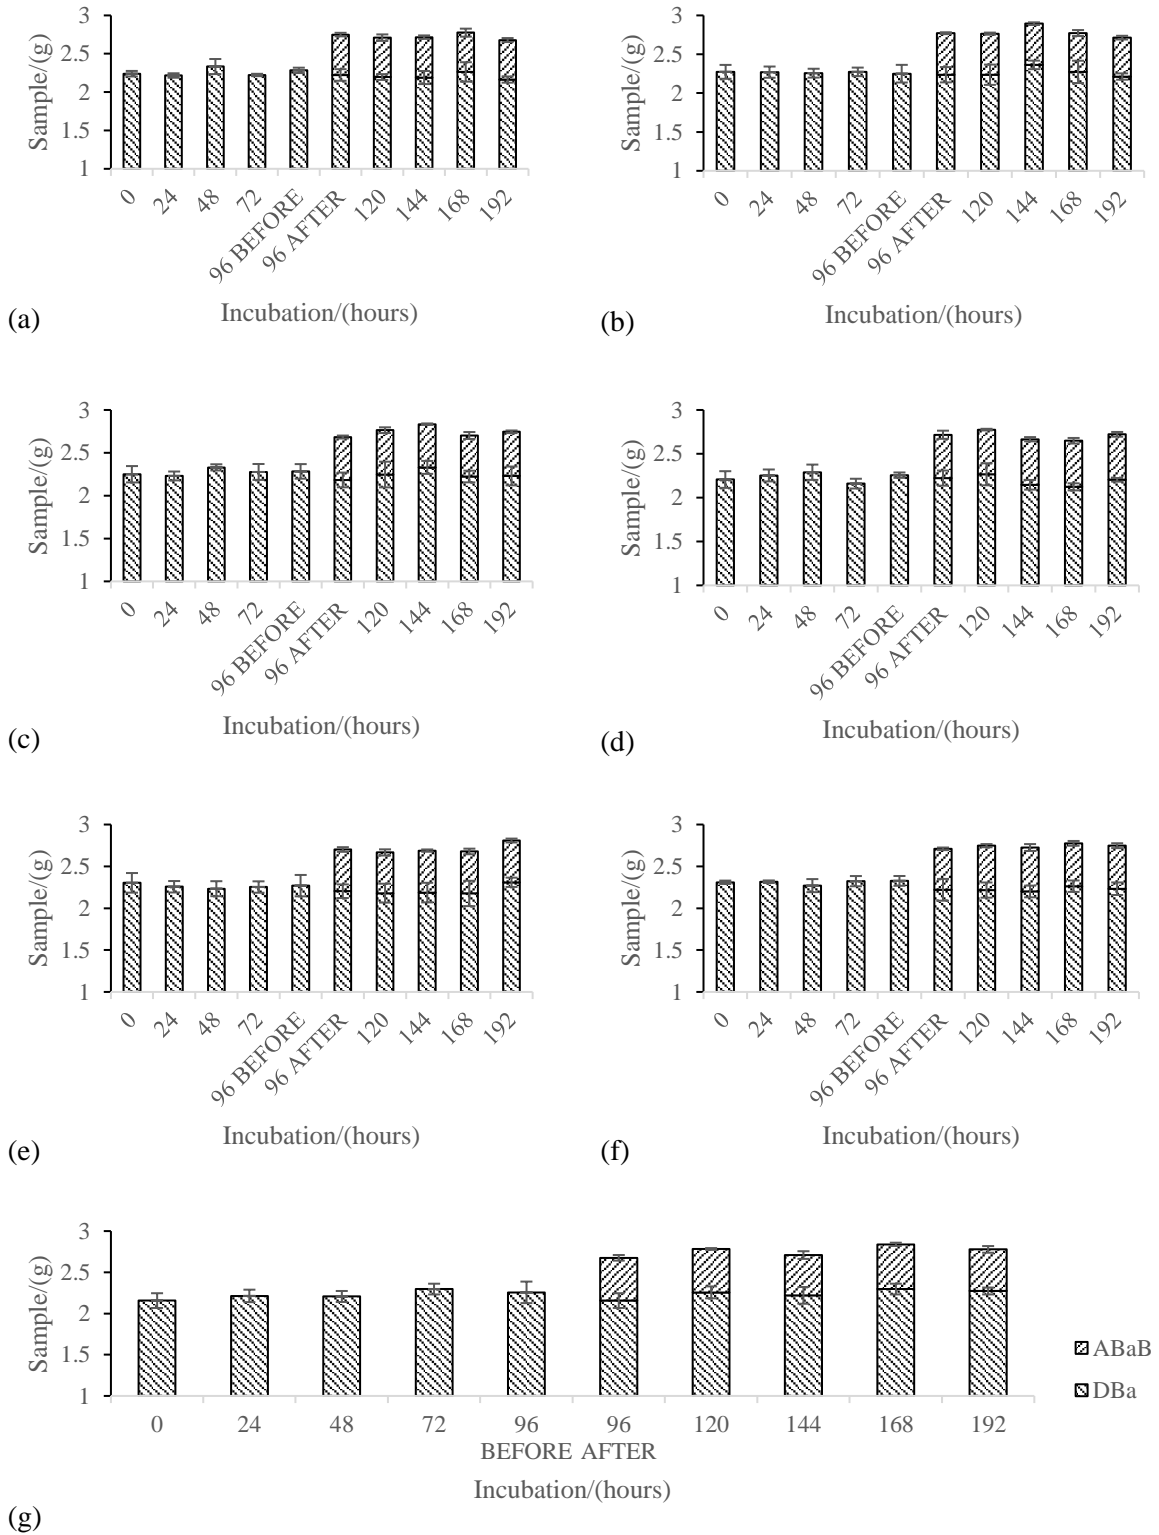 3
2.5
2
1.5
1
Sample/(g)
0
24
48
72
96 BEFORE
96 AFTER
120
144
168
192
Incubation/(hours)
(a)
3
2.5
2
1.5
1
Sample/(g)
0
24
48
72
96 BEFORE
96 AFTER
120
144
168
192
Incubation/(hours)
(b)
3
2.5
2
1.5
1
Sample/(g)
0
24
48
72
96 BEFORE
96 AFTER
120
144
168
192
Incubation/(hours)
(c)
3
2.5
2
1.5
1
Sample/(g)
0
24
48
72
96 BEFORE
96 AFTER
120
144
168
192
Incubation/(hours)
(d)
3
2.5
2
1.5
1
Sample/(g)
0
24
48
72
96 BEFORE
96 AFTER
120
144
168
192
Incubation/(hours)
(e)
3
2.5
2
1.5
1
Sample/(g)
0
24
48
72
96 BEFORE
96 AFTER
120
144
168
192
Incubation/(hours)
(f)
3
2.5
2
1.5
1
Sample/(g)
0 24 48 72 96 96 120 144 168 192
BEFORE AFTER
Incubation/(hours)
ABaB
DBa
(g)